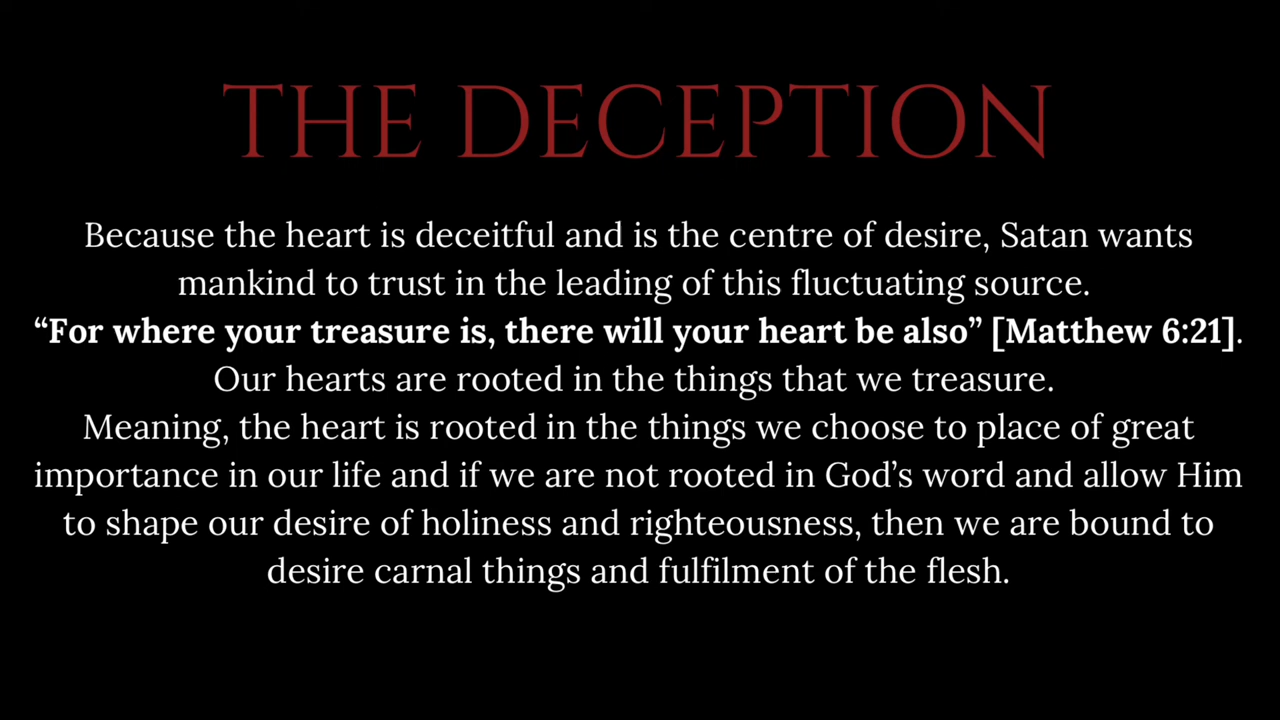 THE DECEPTION
Because the heart is deceitful and is the centre of desire, Satan wants
mankind to trust in the leading of this fluctuating source.
“For where your treasure is, there will your heart be also” [Matthew 6:21].
Our hearts are rooted in the things that we treasure.
Meaning, the heart is rooted in the things we choose to place of great
importance in our life and if we are not rooted in God’s word and allow Him
to shape our desire of holiness and righteousness, then we are bound to
desire carnal things and fulfilment of the flesh.